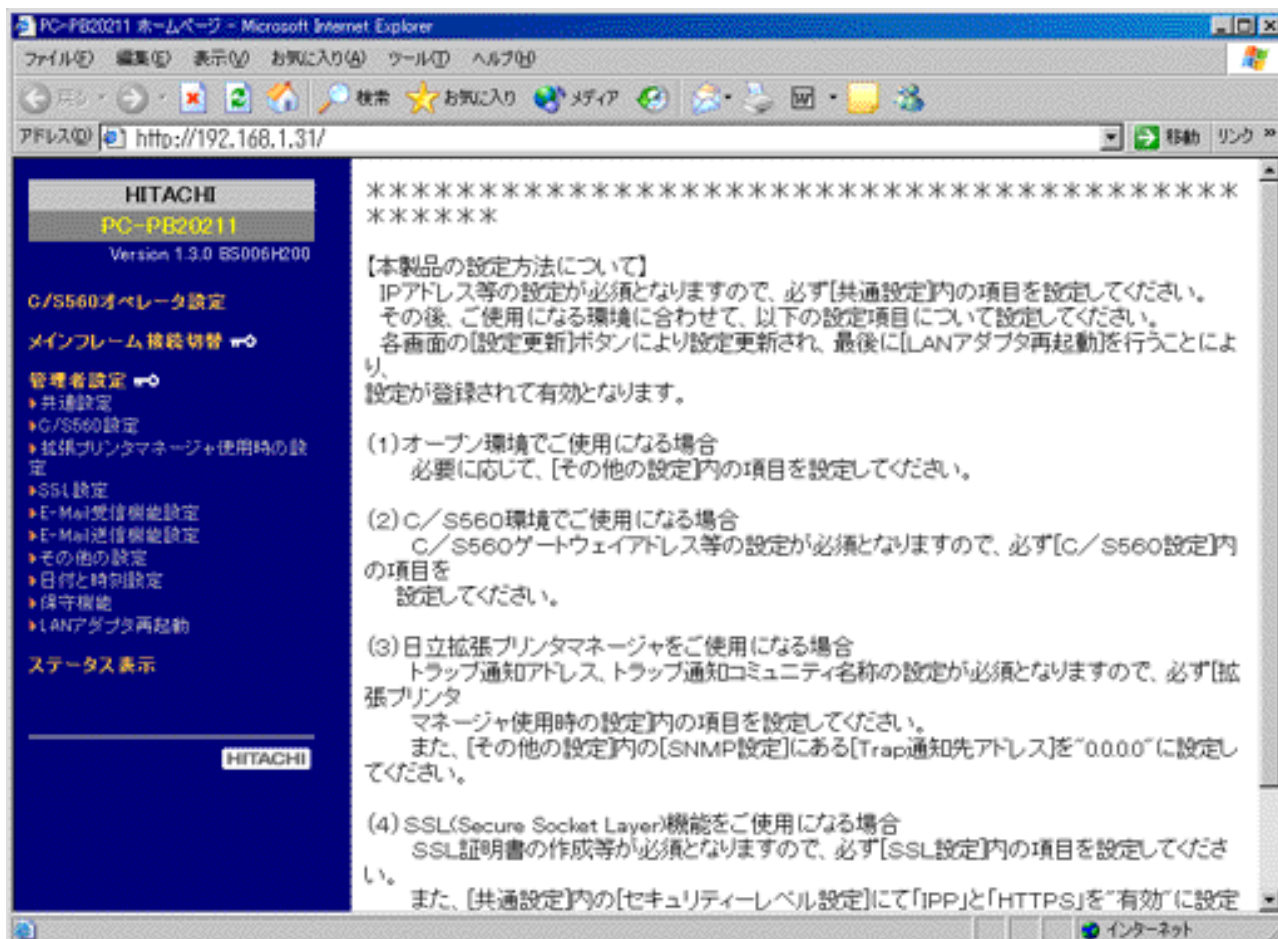 PC-PB20211 ホームページ - Microsoft Internet Explorer
ファイル(F) 編集(E) 表示(V) お気に入り(A) ツール(T) ヘルプ(H)
戻る 検索 お気に入り メディア
アドレス(D) http://192.168.1.31/ 移動 リンク »
HITACHI
PC-PB20211
Version 1.3.0 BS006H200
C/S560オペレータ設定
メインフレーム接続切替
管理者設定
共通設定
C/S560設定
拡張プリンタマネージャ使用時の設
定
SSL設定
E-Mail受信機能設定
E-Mail送信機能設定
その他の設定
日付と時刻設定
保守機能
LANアダプタ再起動
ステータス表示
HITACHI
***************************************
******
【本製品の設定方法について】
IPアドレス等の設定が必須となりますので、必ず[共通設定]内の項目を設定してください。
その後、ご使用になる環境に合わせて、以下の設定項目について設定してください。
各画面の[設定更新]ボタンにより設定更新され、最後に[LANアダプタ再起動]を行うことによ
り、
設定が登録されて有効となります。
(1)オープン環境でご使用になる場合
必要に応じて、[その他の設定]内の項目を設定してください。
(2)C/S560環境でご使用になる場合
C/S560ゲートウェイアドレス等の設定が必須となりますので、必ず[C/S560設定]内
の項目を
設定してください。
(3)日立拡張プリンタマネージャをご使用になる場合
トラップ通知アドレス、トラップ通知コミュニティ名称の設定が必須となりますので、必ず[拡
張プリンタ
マネージャ使用時の設定]内の項目を設定してください。
また、[その他の設定]内の[SNMP設定]にある[Trap通知先アドレス]を"0.0.0.0"に設定し
てください。
(4)SSL(Secure Socket Layer)機能をご使用になる場合
SSL証明書の作成等が必須となりますので、必ず[SSL設定]内の項目を設定してくださ
い。
また、[共通設定]内の[セキュリティーレベル設定]にて「IPP」と「HTTPS」を"有効"に設定
インターネット